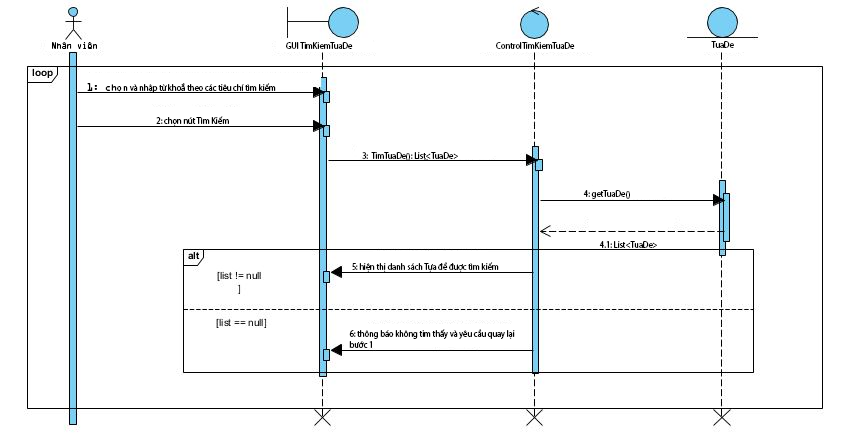 Nhân viên
GUI TimKiemTuaDe
ControlTimKiemTuaDe
TuaDe
loop
1: chọn và nhập từ khoá theo các tiêu chí tìm kiếm
2: chọn nút Tìm Kiếm
3: TimTuaDe(): List<TuaDe>
4: getTuaDe()
4.1: List<TuaDe>
alt
[list != null
]
5: hiện thị danh sách Tựa đề được tìm kiếm
[list == null]
6: thông báo không tìm thấy và yêu cầu quay lại
bước 1